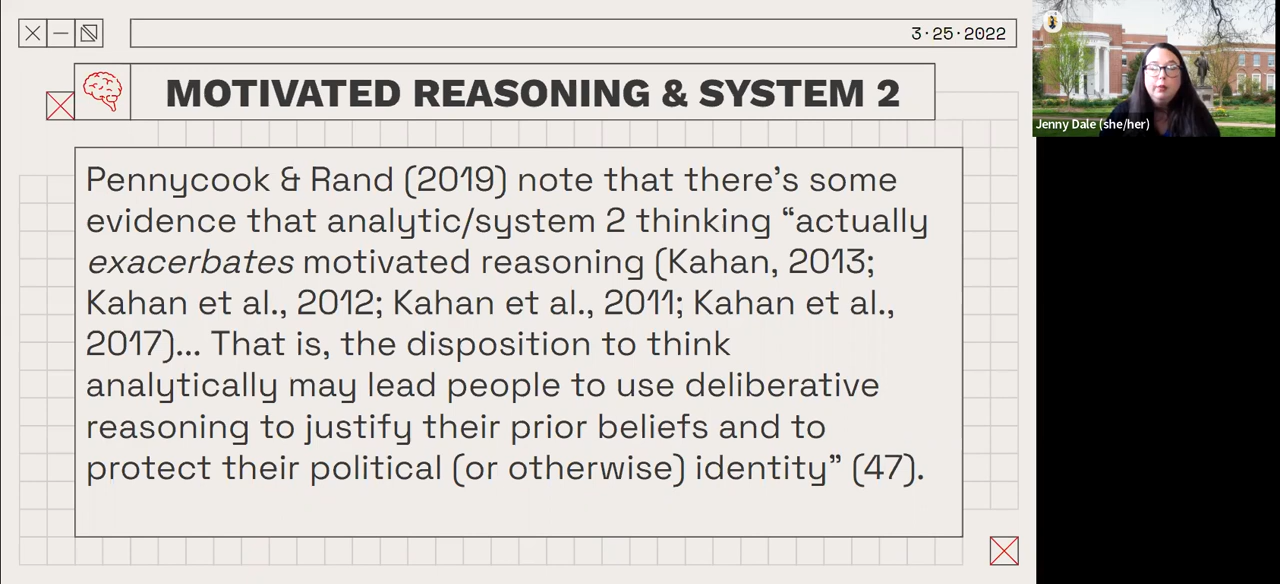 3·25·2022
MOTIVATED REASONING & SYSTEM 2
Pennycook & Rand (2019) note that there's some
evidence that analytic/system 2 thinking “actually
exacerbates motivated reasoning (Kahan, 2013;
Kahan et al., 2012; Kahan et al., 2011; Kahan et al.,
2017)... That is, the disposition to think
analytically may lead people to use deliberative
reasoning to justify their prior beliefs and to
protect their political (or otherwise) identity” (47).
Jenny Dale (she/her)